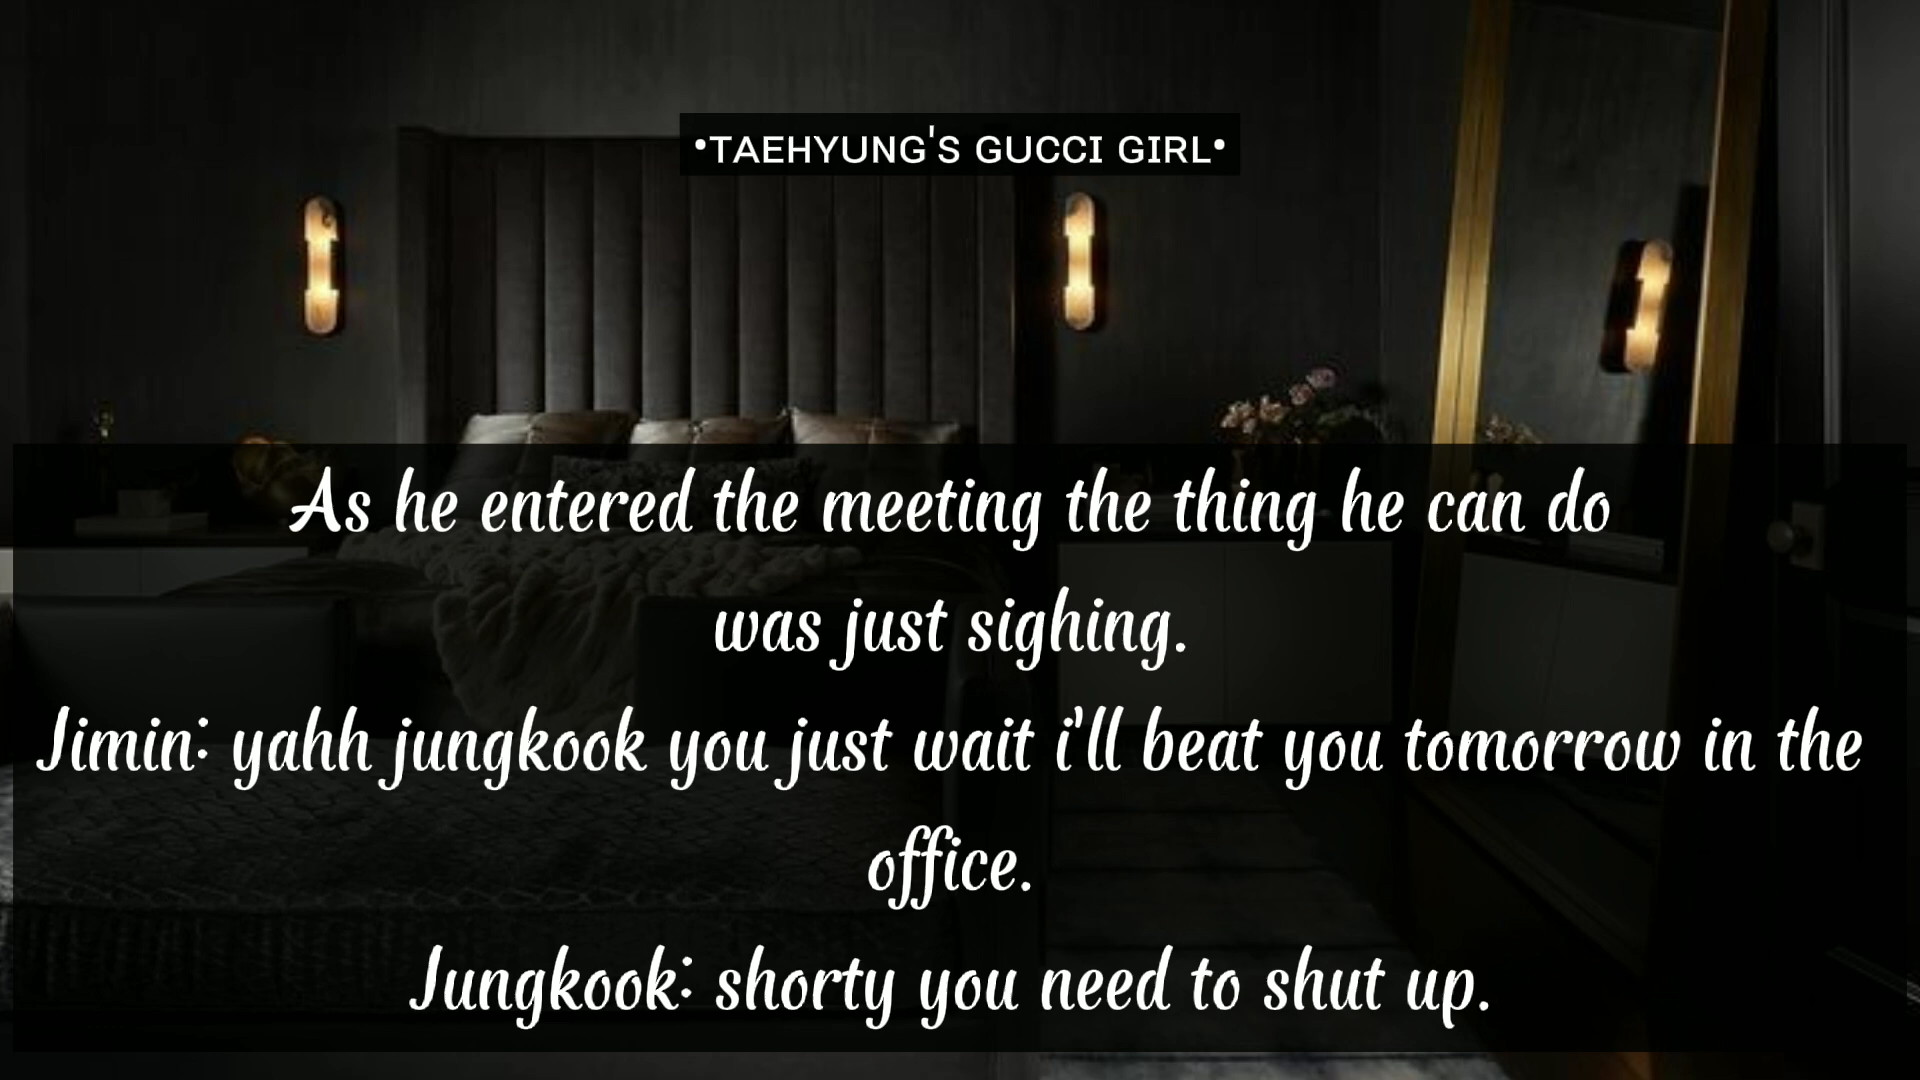 •TAEHYUNG'S GUCCI GIRL•
As he entered the meeting the thing he can do
was just sighing.
Jimin: yahh jungkook you just wait i'll beat you tomorrow in the
office.
Jungkook: shorty you need to shut up.